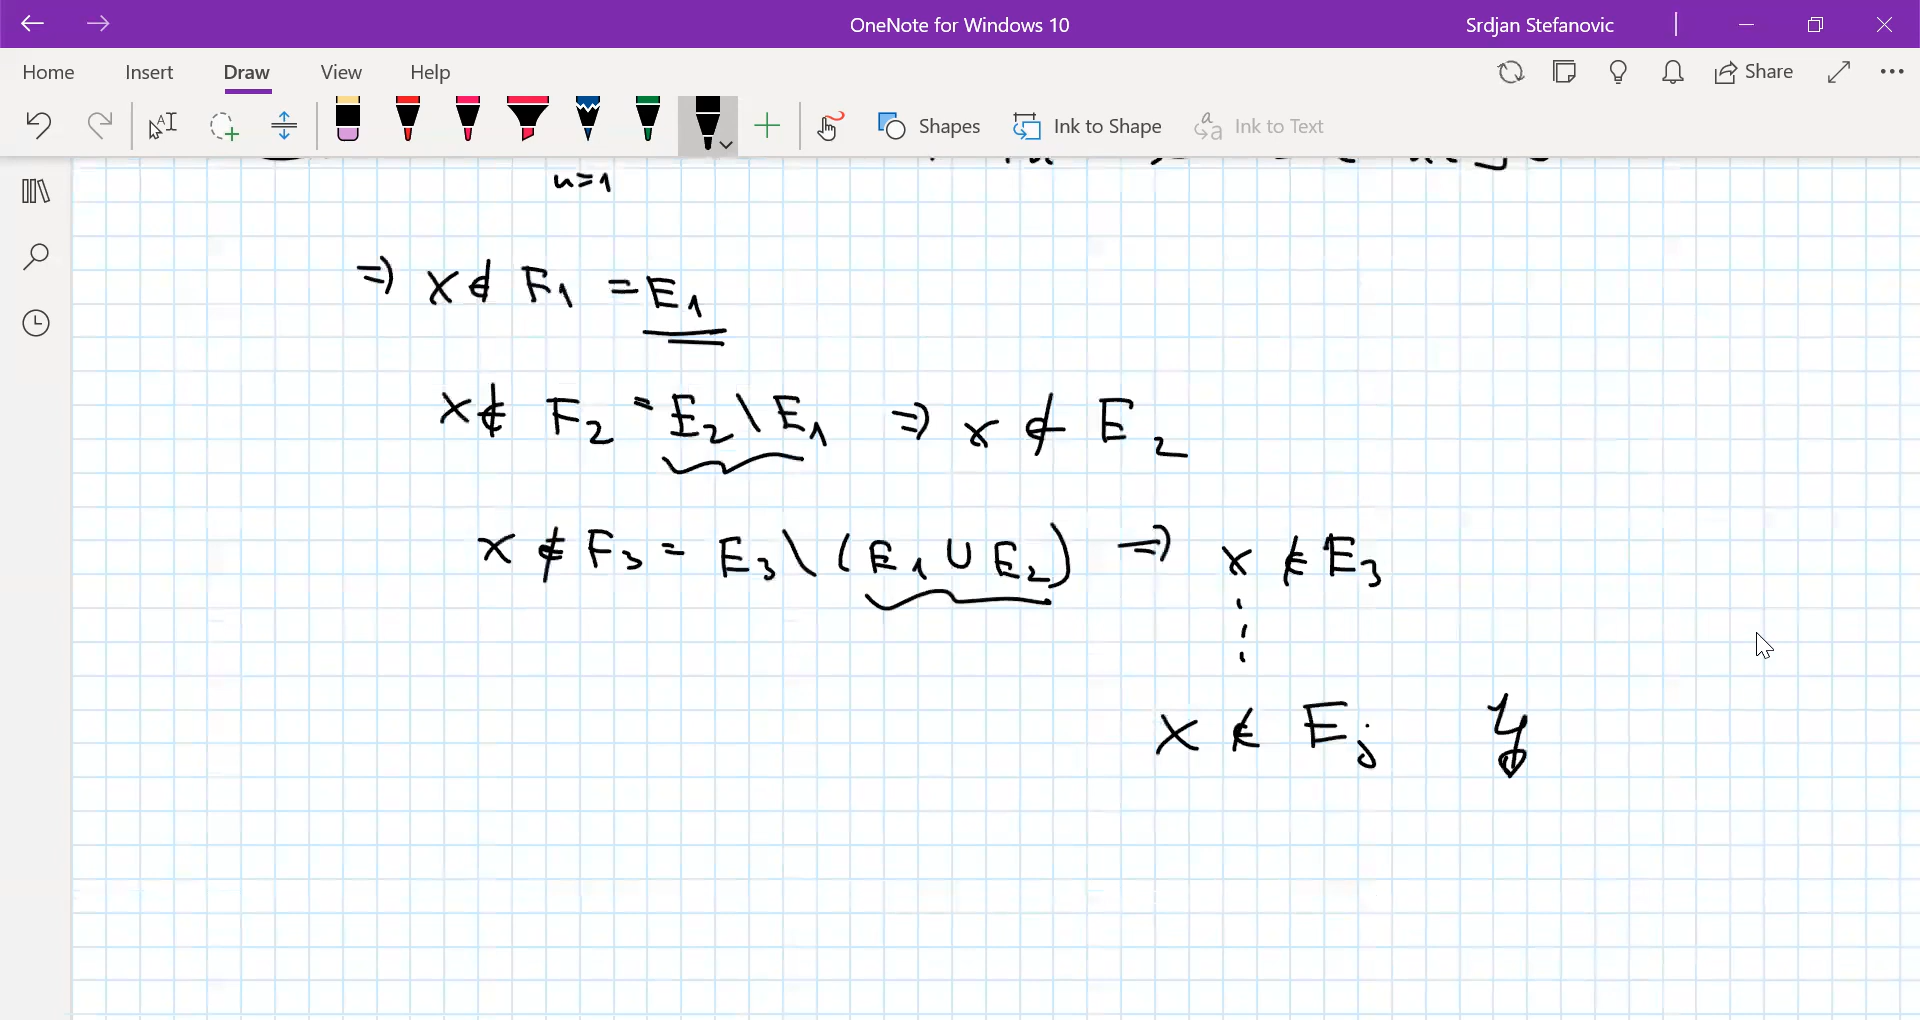 OneNote for Windows 10
Srdjan Stefanovic
Home Insert Draw View Help
Share
Shapes Ink to Shape Ink to Text
n=1
⇒ x ∉ F₁ = E₁
x ∉ F₂ = E₂ \ E₁ ⇒ x ∉ E₂
x ∉ F₃ = E₃ \ (E₁ ∪ E₂) ⇒ x ∉ E₃
⋮
x ∉ Eⱼ